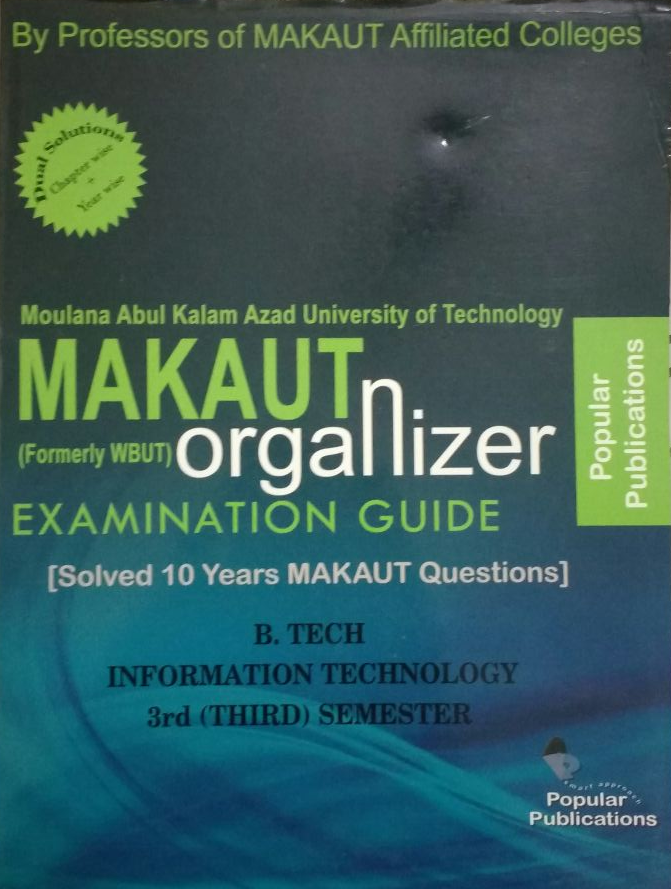 By Professors of MAKAUT Affiliated Colleges
Dual Solutions
Chapter wise
+
Year wise
Moulana Abul Kalam Azad University of Technology
MAKAUT
(Formerly WBUT) organizer
EXAMINATION GUIDE
Popular
Publications
[Solved 10 Years MAKAUT Questions]
B. TECH
INFORMATION TECHNOLOGY
3rd (THIRD) SEMESTER
smart approach
Popular
Publications